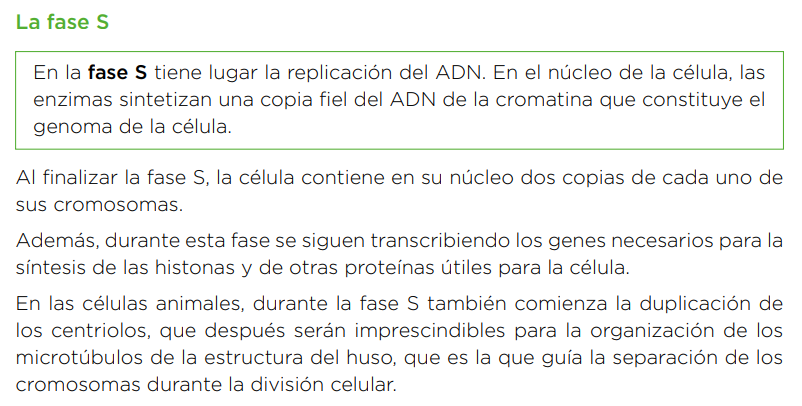 La fase S
En la fase S tiene lugar la replicación del ADN. En el núcleo de la célula, las
enzimas sintetizan una copia fiel del ADN de la cromatina que constituye el
genoma de la célula.
Al finalizar la fase S, la célula contiene en su núcleo dos copias de cada uno de
sus cromosomas.
Además, durante esta fase se siguen transcribiendo los genes necesarios para la
síntesis de las histonas y de otras proteínas útiles para la célula.
En las células animales, durante la fase S también comienza la duplicación de
los centriolos, que después serán imprescindibles para la organización de los
microtúbulos de la estructura del huso, que es la que guía la separación de los
cromosomas durante la división celular.